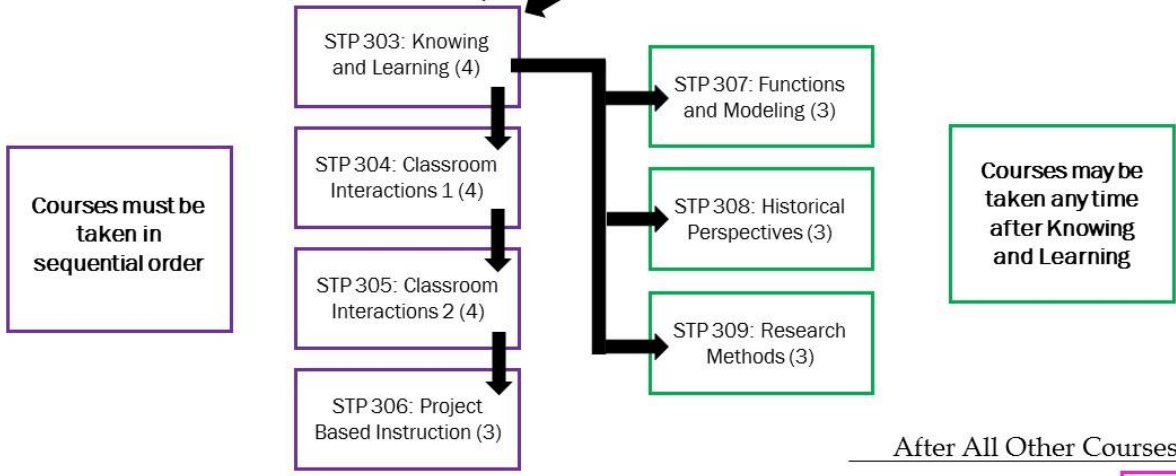 STP 303: Knowing
and Learning (4)
STP 304: Classroom
Interactions 1 (4)
STP 305: Classroom
Interactions 2 (4)
STP 306: Project
Based Instruction (3)
STP 307: Functions
and Modeling (3)
STP 308: Historical
Perspectives (3)
STP 309: Research
Methods (3)
Courses must be
taken in
sequential order
Courses may be
taken any time
after Knowing
and Learning
After All Other Courses